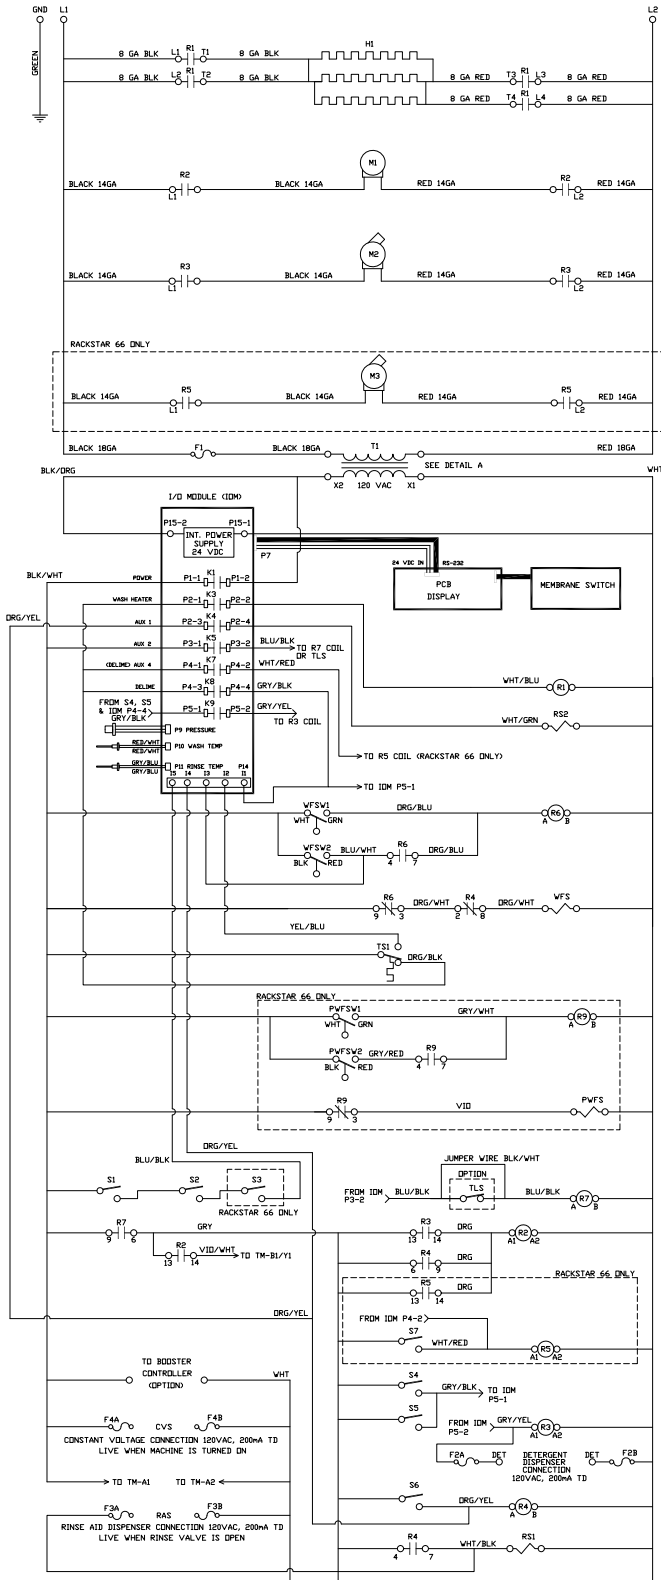 GND L1 L2
GREEN
H1
8 GA BLK L1 R1 T1 8 GA BLK
8 GA BLK L2 R1 T2 8 GA BLK 8 GA RED T3 R1 L3 8 GA RED
8 GA RED T4 R1 L4 8 GA RED
M1
BLACK 14GA R2 L1 BLACK 14GA RED 14GA R2 L2 RED 14GA
M2
BLACK 14GA R3 L1 BLACK 14GA RED 14GA R3 L2 RED 14GA
RACKSTAR 66 ONLY
M3
BLACK 14GA R5 L1 BLACK 14GA RED 14GA R5 L2 RED 14GA
BLACK 18GA F1 BLACK 18GA T1 RED 18GA
SEE DETAIL A
BLK/ORG X2 120 VAC X1 WHT
I/O MODULE (IOM)
P15-2 P15-1
INT. POWER
SUPPLY
24 VDC
P7
24 VDC IN RS-232
PCB
DISPLAY
MEMBRANE SWITCH
BLK/WHT POWER P1-1 K1 P1-2
WASH HEATER P2-1 K3 P2-2
ORG/YEL AUX 1 P2-3 K4 P2-4
AUX 2 P3-1 K5 P3-2 BLU/BLK TO R7 COIL
OR TLS
(DELIME) AUX 4 P4-1 K7 P4-2 WHT/RED
DELIME P4-3 K8 P4-4 GRY/BLK
WHT/BLU R1
FROM S4, S5
& IOM P4-4
GRY/BLK
P5-1 K9 P5-2 GRY/YEL
TO R3 COIL
WHT/GRN RS2
P9 PRESSURE
RED/WHT
RED/WHT
P10 WASH TEMP
TO R5 COIL (RACKSTAR 66 ONLY)
GRY/BLU
GRY/BLU
P11 RINSE TEMP P14
I5 I4 I3 I2 I1
TO IOM P5-1
WFSW1 ORG/BLU
WHT GRN A R6 B
WFSW2 BLU/WHT R6 ORG/BLU
BLK RED 4 7
R6 ORG/WHT R4 ORG/WHT WFS
9 3 2 8
YEL/BLU
TS1 ORG/BLK
RACKSTAR 66 ONLY
PWFSW1 GRY/WHT
WHT GRN A R9 B
PWFSW2 GRY/RED R9
BLK RED 4 7
R9 VIO PWFS
9 3
ORG/YEL
BLU/BLK
JUMPER WIRE BLK/WHT
OPTION
S1 S2 S3
RACKSTAR 66 ONLY
FROM IOM
P3-2
BLU/BLK TLS BLU/BLK A R7 B
R7 GRY R3 ORG R2
9 6 13 14 A1 A2
R2 VIO/WHT TO TM-B1/Y1
13 14
R4 ORG
6 9
RACKSTAR 66 ONLY
R5 ORG
13 14
ORG/YEL
FROM IOM P4-2
S7
WHT/RED R5
A1 A2
TO BOOSTER
CONTROLLER
(OPTION)
WHT
S4
GRY/BLK TO IOM
P5-1
S5
FROM IOM
P5-2
GRY/YEL R3
A1 A2
F4A CVS F4B
CONSTANT VOLTAGE CONNECTION 120VAC, 200mA TD
LIVE WHEN MACHINE IS TURNED ON
F2A DET DETERGENT
DISPENSER
CONNECTION
120VAC, 200mA TD
DET F2B
TO TM-A1 TO TM-A2
S6
ORG/YEL R4
A B
F3A RAS F3B
RINSE AID DISPENSER CONNECTION 120VAC, 200mA TD
LIVE WHEN RINSE VALVE IS OPEN
R4 WHT/BLK RS1
4 7